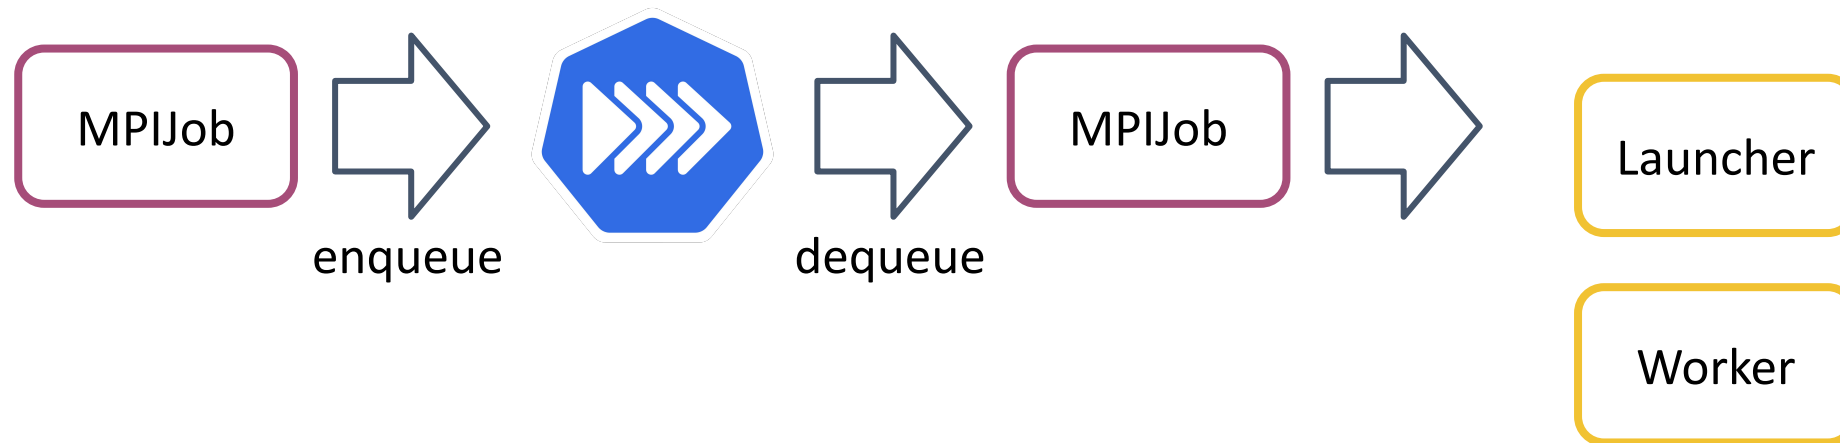 MPIJob
enqueue
dequeue
MPIJob
Launcher
Worker